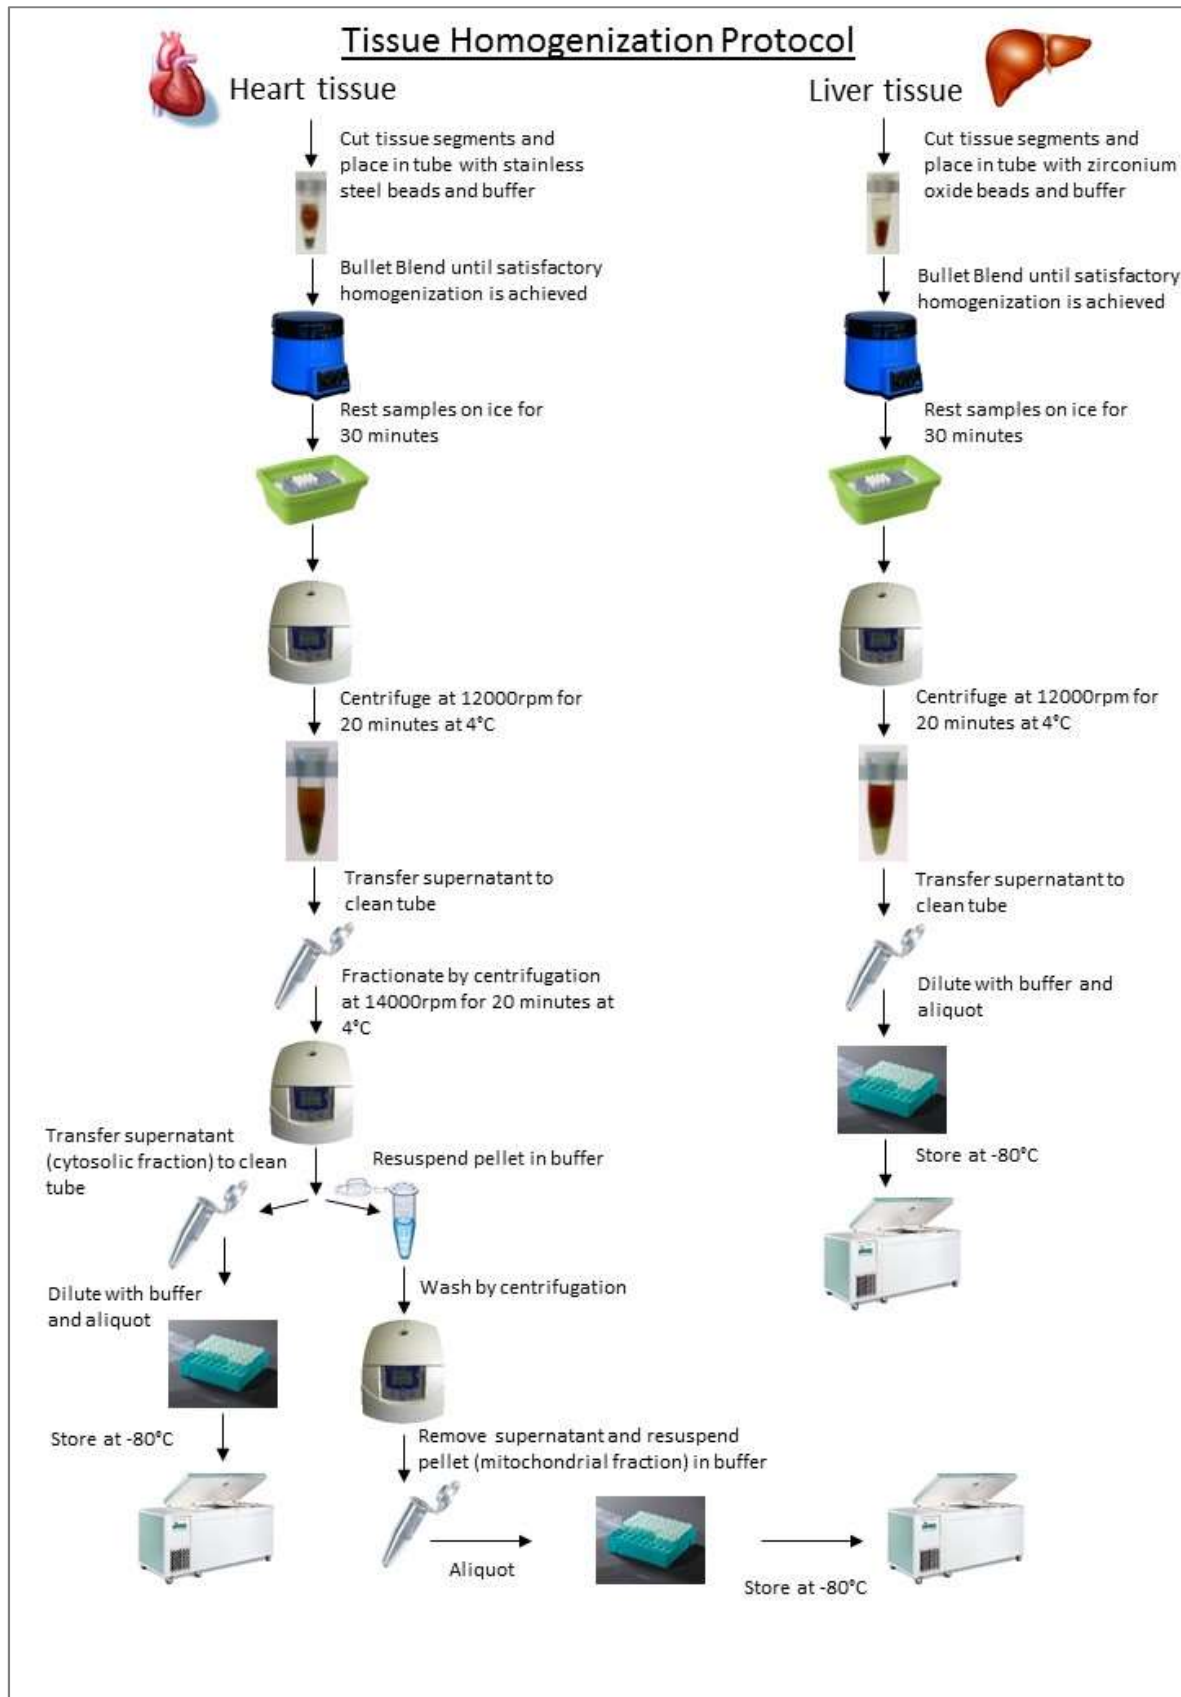 Tissue Homogenization Protocol
Heart tissue
Cut tissue segments and
place in tube with stainless
steel beads and buffer
Bullet Blend until satisfactory
homogenization is achieved
Rest samples on ice for
30 minutes
Centrifuge at 12000rpm for
20 minutes at 4°C
Transfer supernatant to
clean tube
Fractionate by centrifugation
at 14000rpm for 20 minutes at
4°C
Transfer supernatant
(cytosolic fraction) to clean
tube
Dilute with buffer
and aliquot
Store at -80°C
Resuspend pellet in buffer
Wash by centrifugation
Remove supernatant and resuspend
pellet (mitochondrial fraction) in buffer
Aliquot
Store at -80°C
Liver tissue
Cut tissue segments and
place in tube with zirconium
oxide beads and buffer
Bullet Blend until satisfactory
homogenization is achieved
Rest samples on ice for
30 minutes
Centrifuge at 12000rpm for
20 minutes at 4°C
Transfer supernatant to
clean tube
Dilute with buffer and
aliquot
Store at -80°C